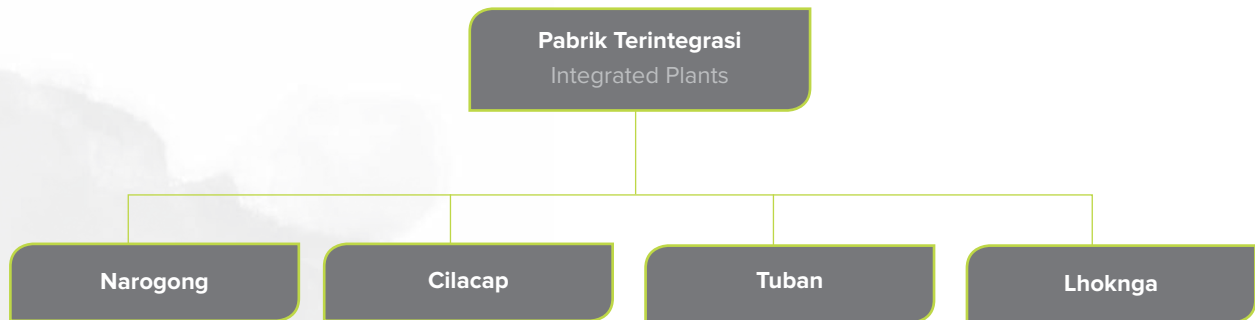 Pabrik Terintegrasi
Integrated Plants
Narogong
Cilacap
Tuban
Lhoknga